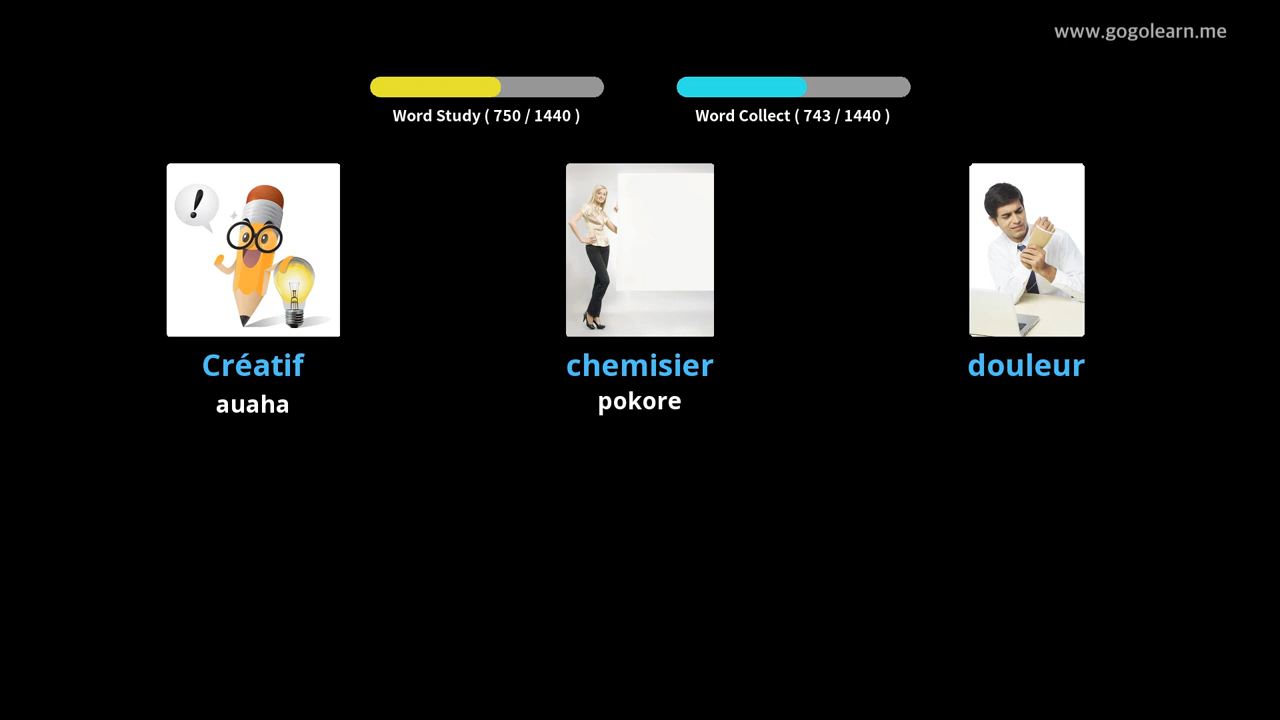 www.gogolearn.me
Word Study ( 750 / 1440 )
Word Collect ( 743 / 1440 )
Créatif
auaha
chemisier
pokore
douleur